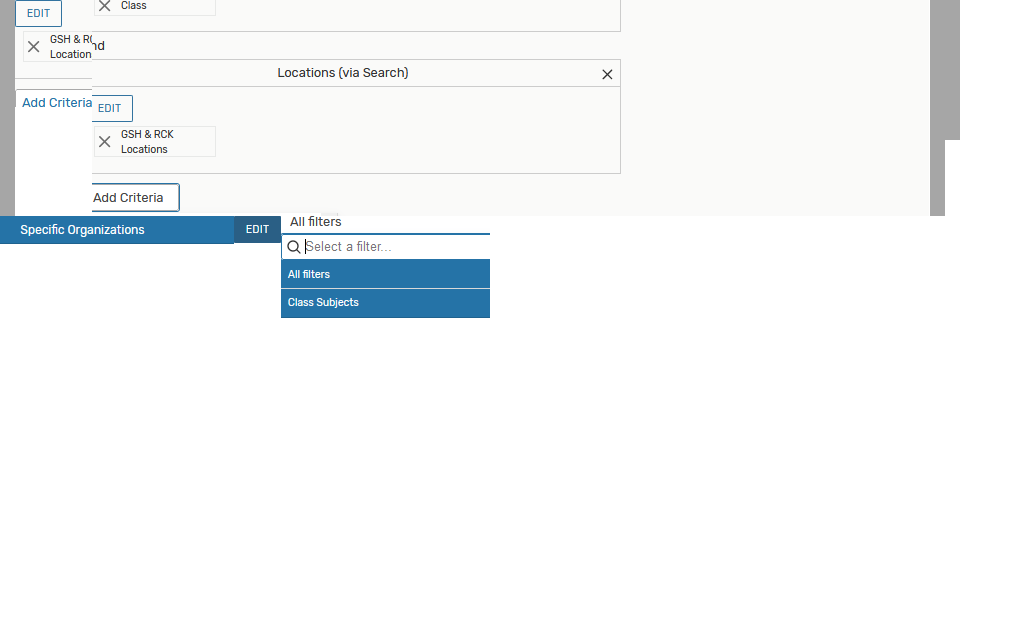 EDIT
Class
GSH & RC
Location
nd
Locations (via Search)
Add Criteria
EDIT
GSH & RCK
Locations
Add Criteria
Specific Organizations
EDIT
All filters
Select a filter...
All filters
Class Subjects